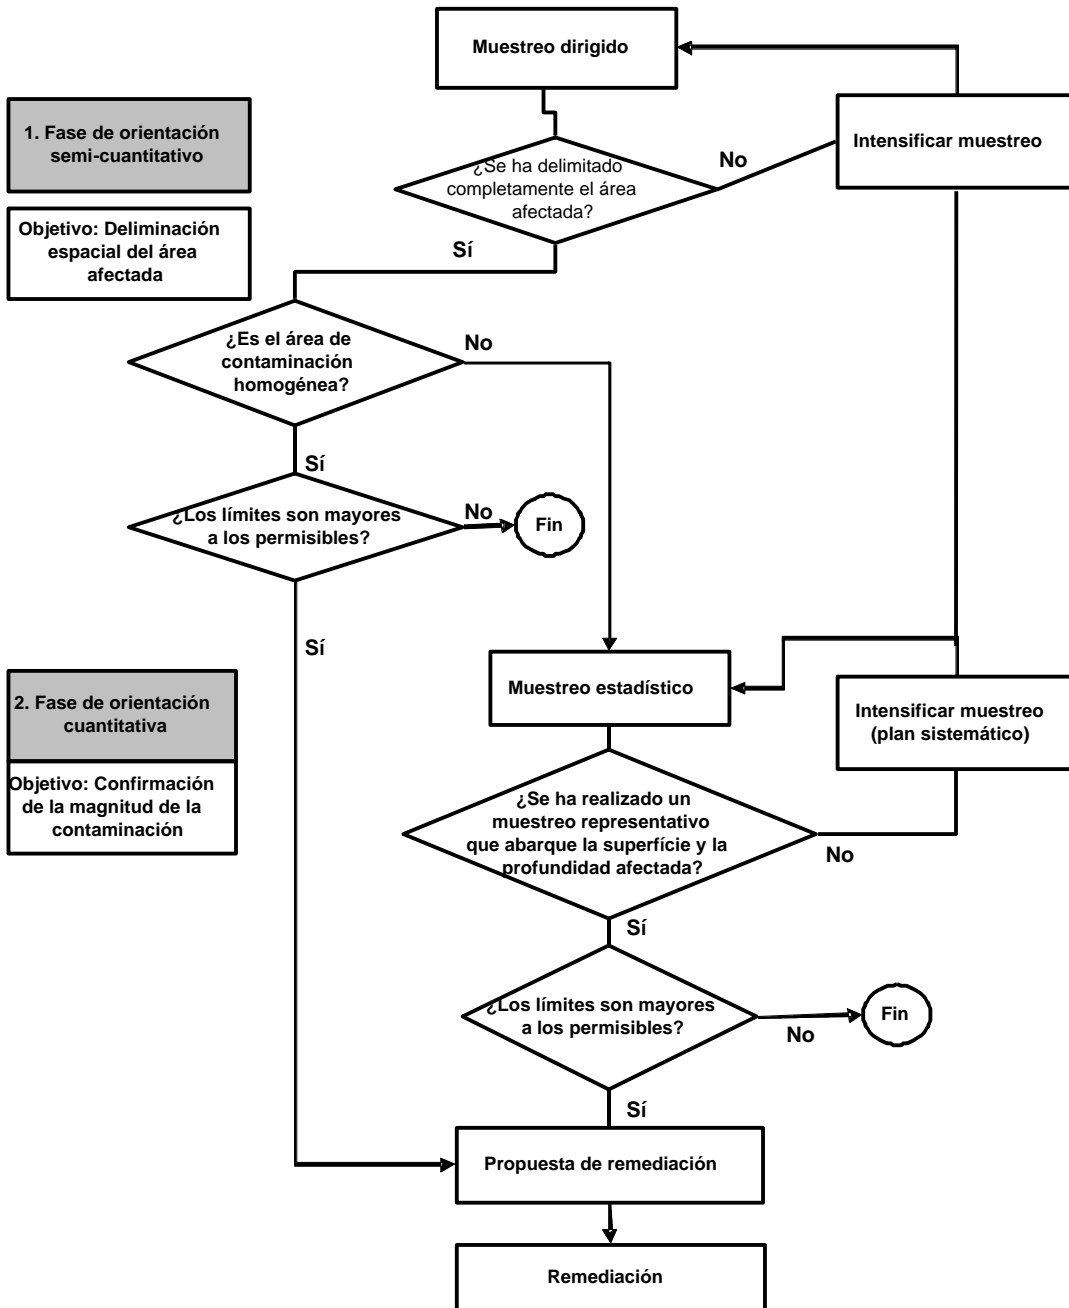 Muestreo dirigido
1. Fase de orientación
semi-cuantitativo
Intensificar muestreo
No
¿Se ha delimitado
completamente el área
afectada?
Objetivo: Deliminación
espacial del área
afectada
Sí
¿Es el área de
contaminación
homogénea?
No
Sí
¿Los límites son mayores
a los permisibles?
No
Fin
Sí
2. Fase de orientación
cuantitativa
Muestreo estadístico
Intensificar muestreo
(plan sistemático)
Objetivo: Confirmación
de la magnitud de la
contaminación
¿Se ha realizado un
muestreo representativo
que abarque la superfície y la
profundidad afectada?
No
Sí
¿Los límites son mayores
a los permisibles?
No
Fin
Sí
Propuesta de remediación
Remediación